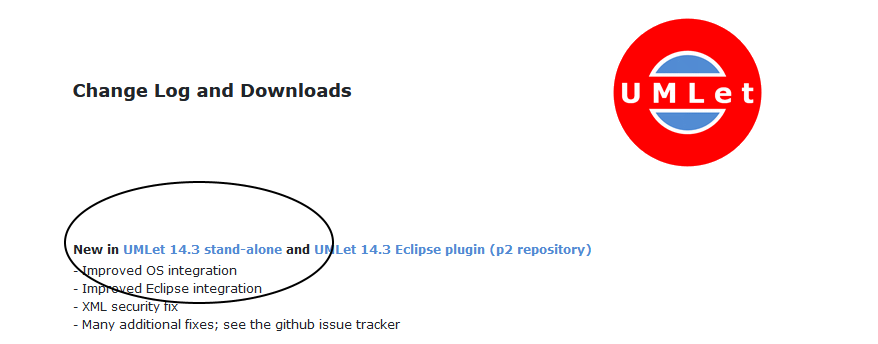 UMLet
Change Log and Downloads
New in UMLet 14.3 stand-alone and UMLet 14.3 Eclipse plugin (p2 repository)
- Improved OS integration
- Improved Eclipse integration
- XML security fix
- Many additional fixes; see the github issue tracker